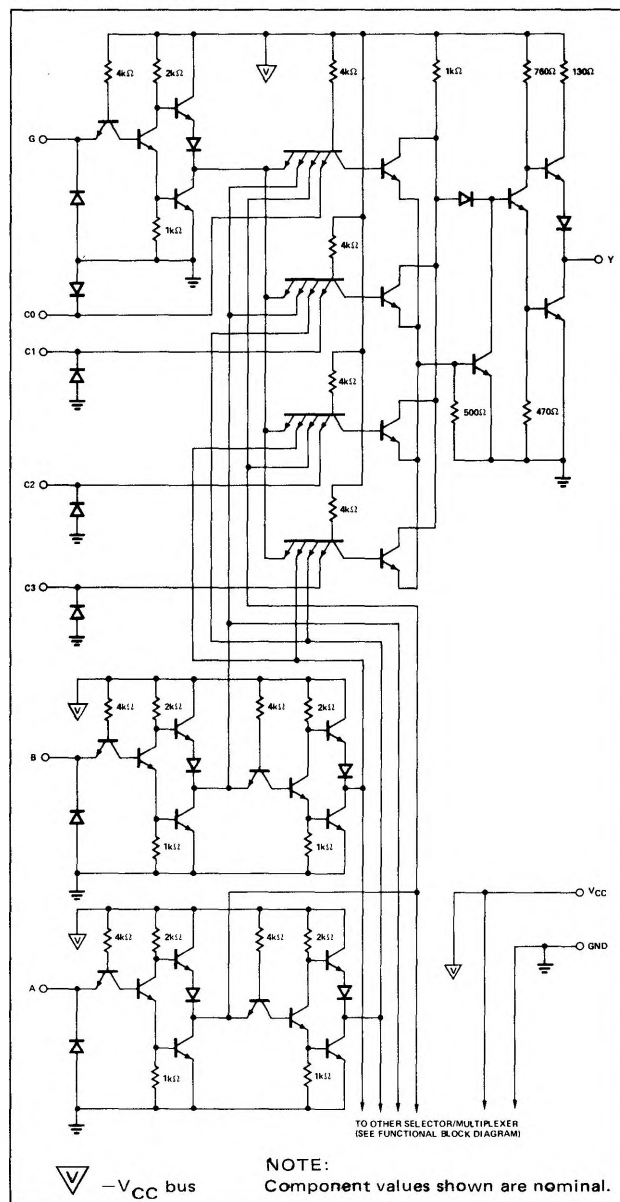 4kΩ 2kΩ 4kΩ 1kΩ 760Ω 130Ω
G
1kΩ
Y
4kΩ
C0
C1
4kΩ
500Ω 470Ω
C2
4kΩ
C3
4kΩ 2kΩ 4kΩ 2kΩ
V
B
1kΩ 1kΩ
VCC
4kΩ 2kΩ 4kΩ 2kΩ
V
V
GND
A
1kΩ 1kΩ
TO OTHER SELECTOR/MULTIPLEXER
(SEE FUNCTIONAL BLOCK DIAGRAM)
V –VCC bus
NOTE:
Component values shown are nominal.
V